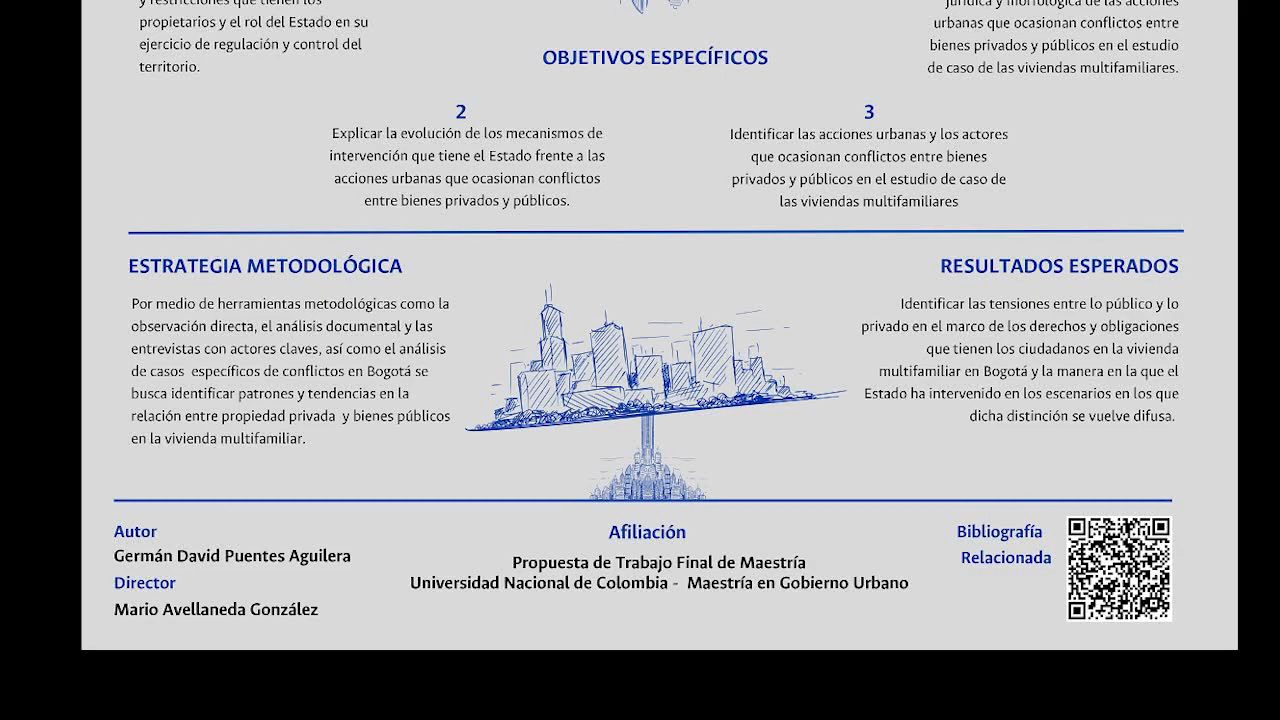 propietarios y el rol del Estado en su
ejercicio de regulación y control del
territorio.
urbanas que ocasionan conflictos entre
bienes privados y públicos en el estudio
de caso de las viviendas multifamiliares.
OBJETIVOS ESPECÍFICOS
2
Explicar la evolución de los mecanismos de
intervención que tiene el Estado frente a las
acciones urbanas que ocasionan conflictos
entre bienes privados y públicos.
3
Identificar las acciones urbanas y los actores
que ocasionan conflictos entre bienes
privados y públicos en el estudio de caso de
las viviendas multifamiliares
ESTRATEGIA METODOLÓGICA
Por medio de herramientas metodológicas como la
observación directa, el análisis documental y las
entrevistas con actores claves, así como el análisis
de casos específicos de conflictos en Bogotá se
busca identificar patrones y tendencias en la
relación entre propiedad privada y bienes públicos
en la vivienda multifamiliar.
RESULTADOS ESPERADOS
Identificar las tensiones entre lo público y lo
privado en el marco de los derechos y obligaciones
que tienen los ciudadanos en la vivienda
multifamiliar en Bogotá y la manera en la que el
Estado ha intervenido en los escenarios en los que
dicha distinción se vuelve difusa.
Autor
Germán David Puentes Aguilera
Director
Mario Avellaneda González
Afiliación
Propuesta de Trabajo Final de Maestría
Universidad Nacional de Colombia - Maestría en Gobierno Urbano
Bibliografía
Relacionada